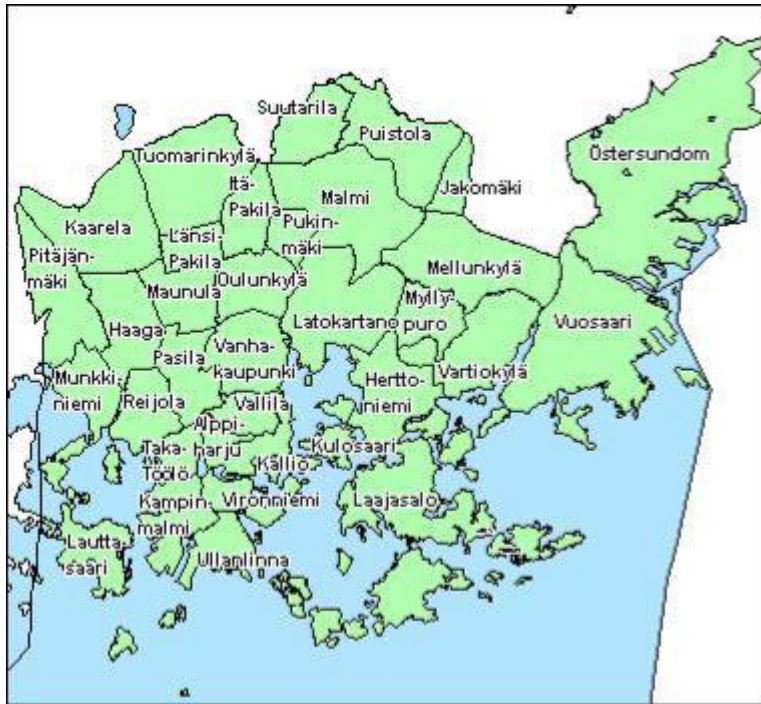 Suutarila
Puistola
Östersundom
Tuomarinkylä
Itä-
Pakila
Malmi
Jakomäki
Kaarela
Länsi-
Pakila
Pukin-
mäki
Pitäjän-
mäki
Mellunkylä
Maunula
Oulunkylä
Mylly-
puro
Haaga
Latokartano
Vuosaari
Pasila
Vanha-
kaupunki
Munkki-
niemi
Reijola
Vallila
Hertto-
niemi
Vartiokylä
Alppi-
harju
Taka-
Töölö
Kallio
Kulosaari
Kampin-
malmi
Vironniemi
Laajasalo
Lautta-
saari
Ullanlinna